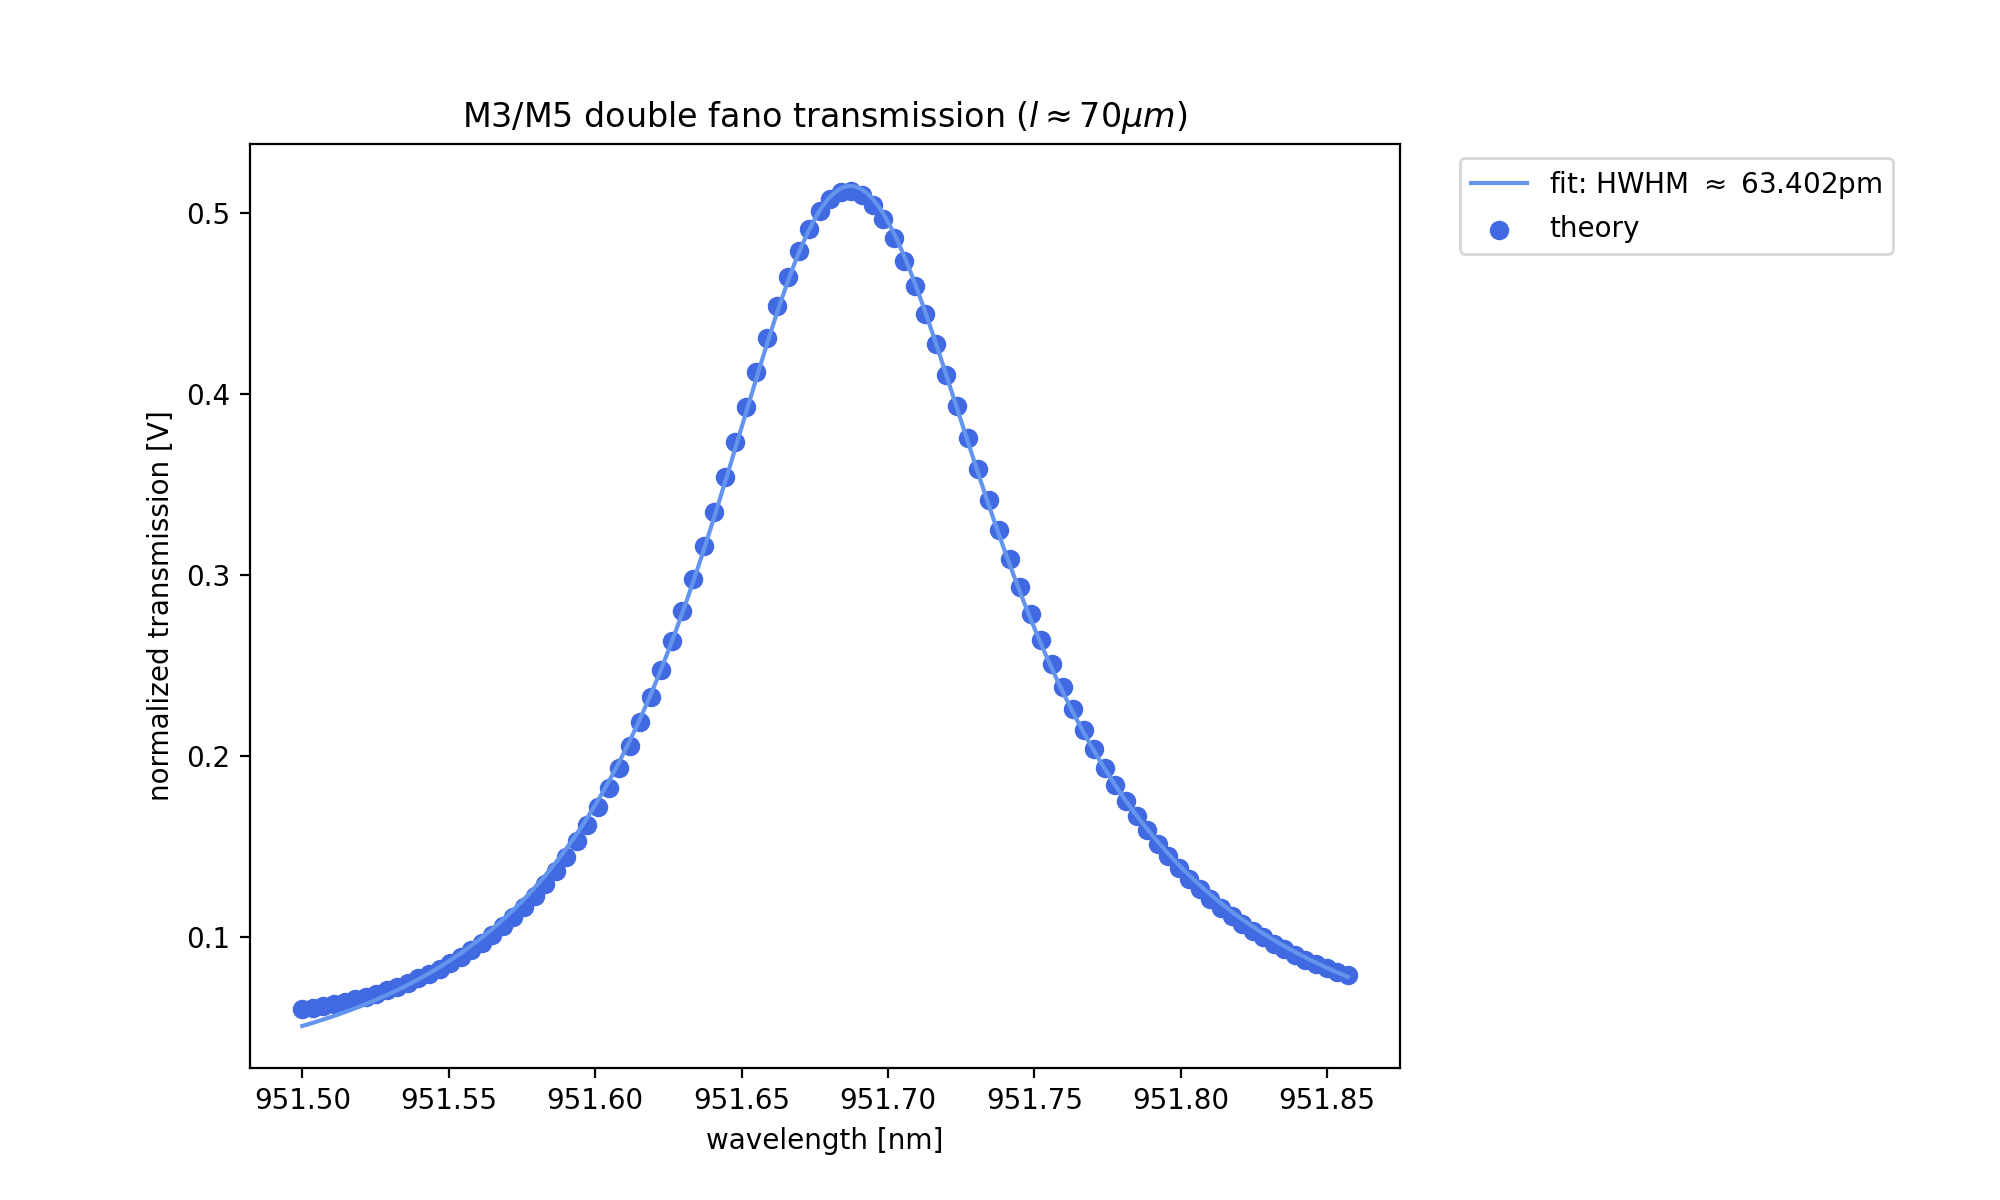 M3/M5 double fano transmission (l ≈ 70μm)
fit: HWHM ≈ 63.402pm
theory
normalized transmission [V]
0.5
0.4
0.3
0.2
0.1
951.50 951.55 951.60 951.65 951.70 951.75 951.80 951.85
wavelength [nm]